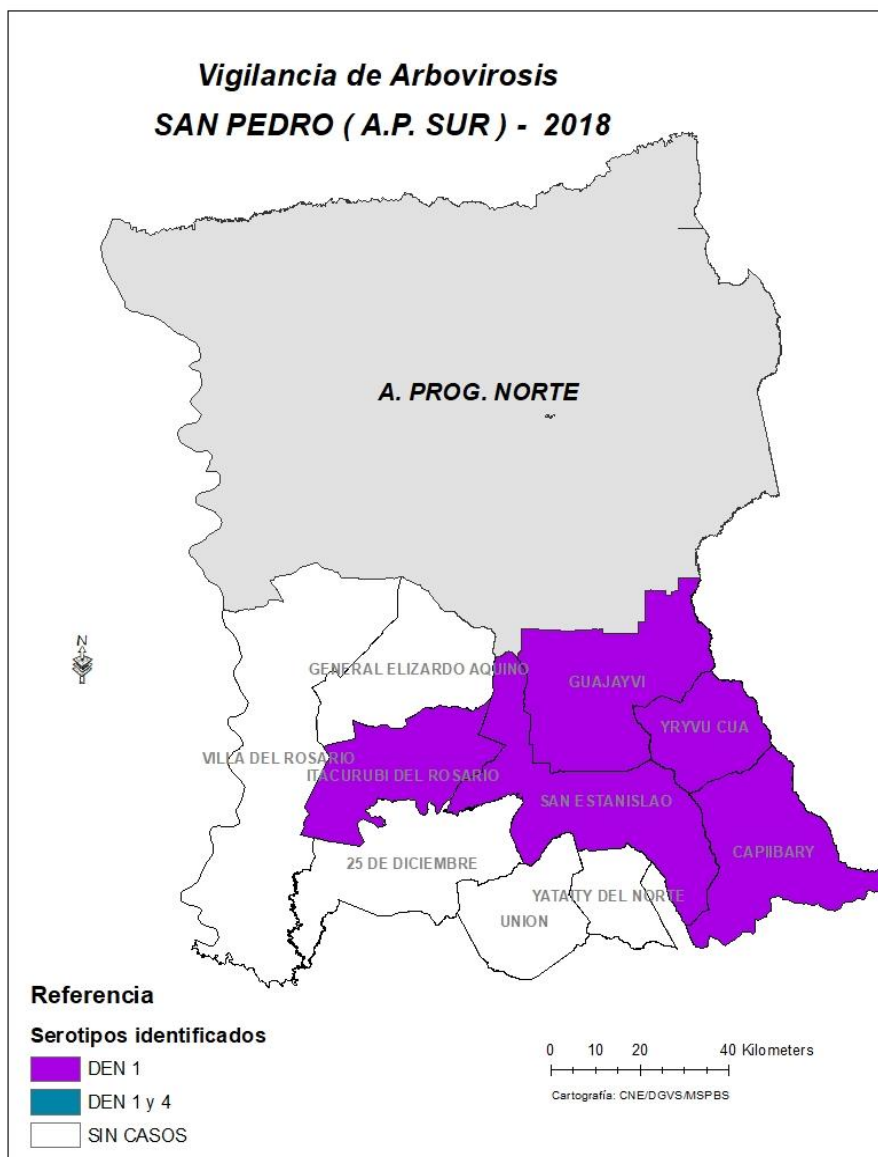 Vigilancia de Arbovirosis
SAN PEDRO ( A.P. SUR ) - 2018
A. PROG. NORTE
GENERAL ELIZARDO AQUINO
GUAJAYVI
YRYVU CUA
VILLA DEL ROSARIO
ITACURUBI DEL ROSARIO
SAN ESTANISLAO
CAPIIBARY
25 DE DICIEMBRE
YATAITY DEL NORTE
UNION
N
Referencia
Serotipos identificados
DEN 1
DEN 1 y 4
SIN CASOS
0 10 20 40 Kilometers
Cartografía: CNE/DGVS/MSPBS